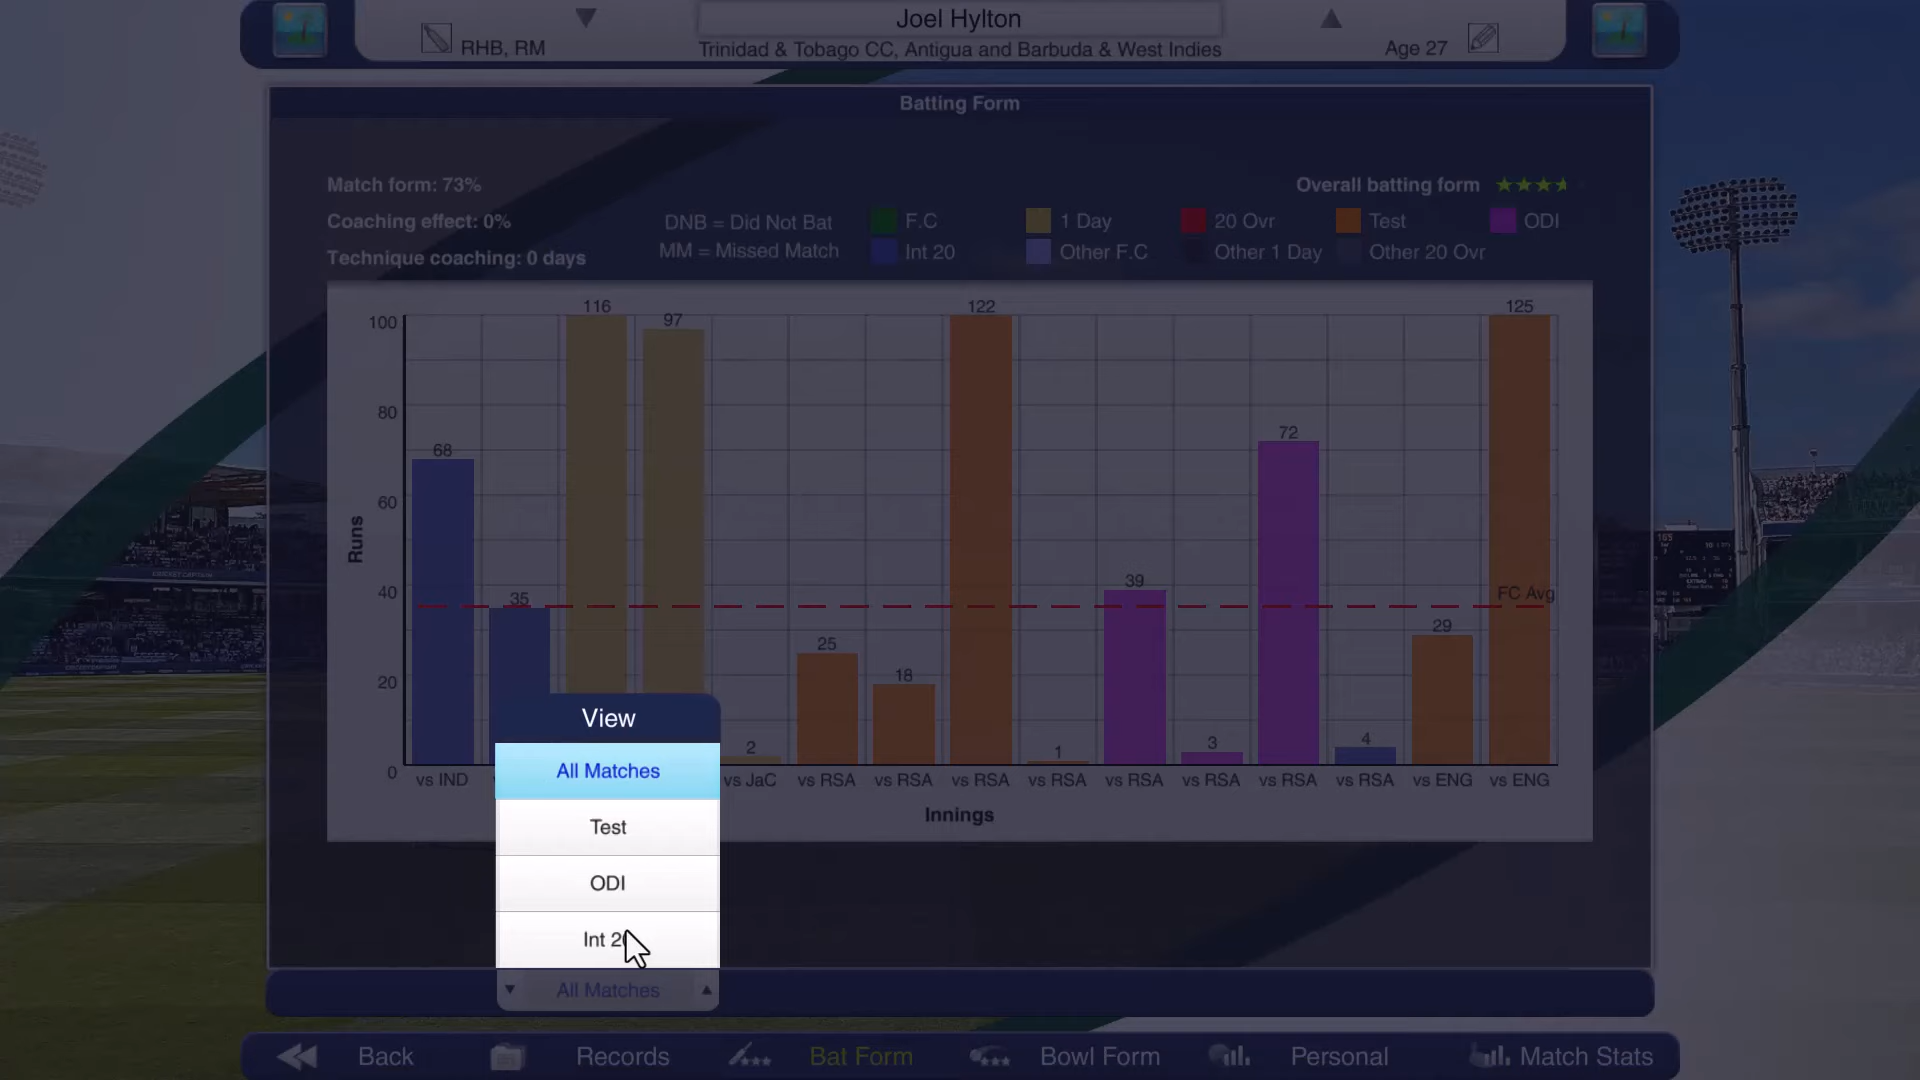 Joel Hylton
RHB, RM
Trinidad & Tobago CC, Antigua and Barbuda & West Indies
Age 27
Batting Form
Match form: 73%
Coaching effect: 0%
Technique coaching: 0 days
DNB = Did Not Bat
MM = Missed Match
Overall batting form
F.C
1 Day
20 Ovr
Test
ODI
Int 20
Other F.C
Other 1 Day
Other 20 Ovr
Runs
100
80
60
40
20
0
68
35
116
97
2
25
18
122
1
39
3
72
4
29
125
FC Avg
vs IND
vs JaC
vs RSA
vs RSA
vs RSA
vs RSA
vs RSA
vs RSA
vs RSA
vs RSA
vs ENG
vs ENG
Innings
View
All Matches
Test
ODI
Int 2
All Matches
Back
Records
Bat Form
Bowl Form
Personal
Match Stats